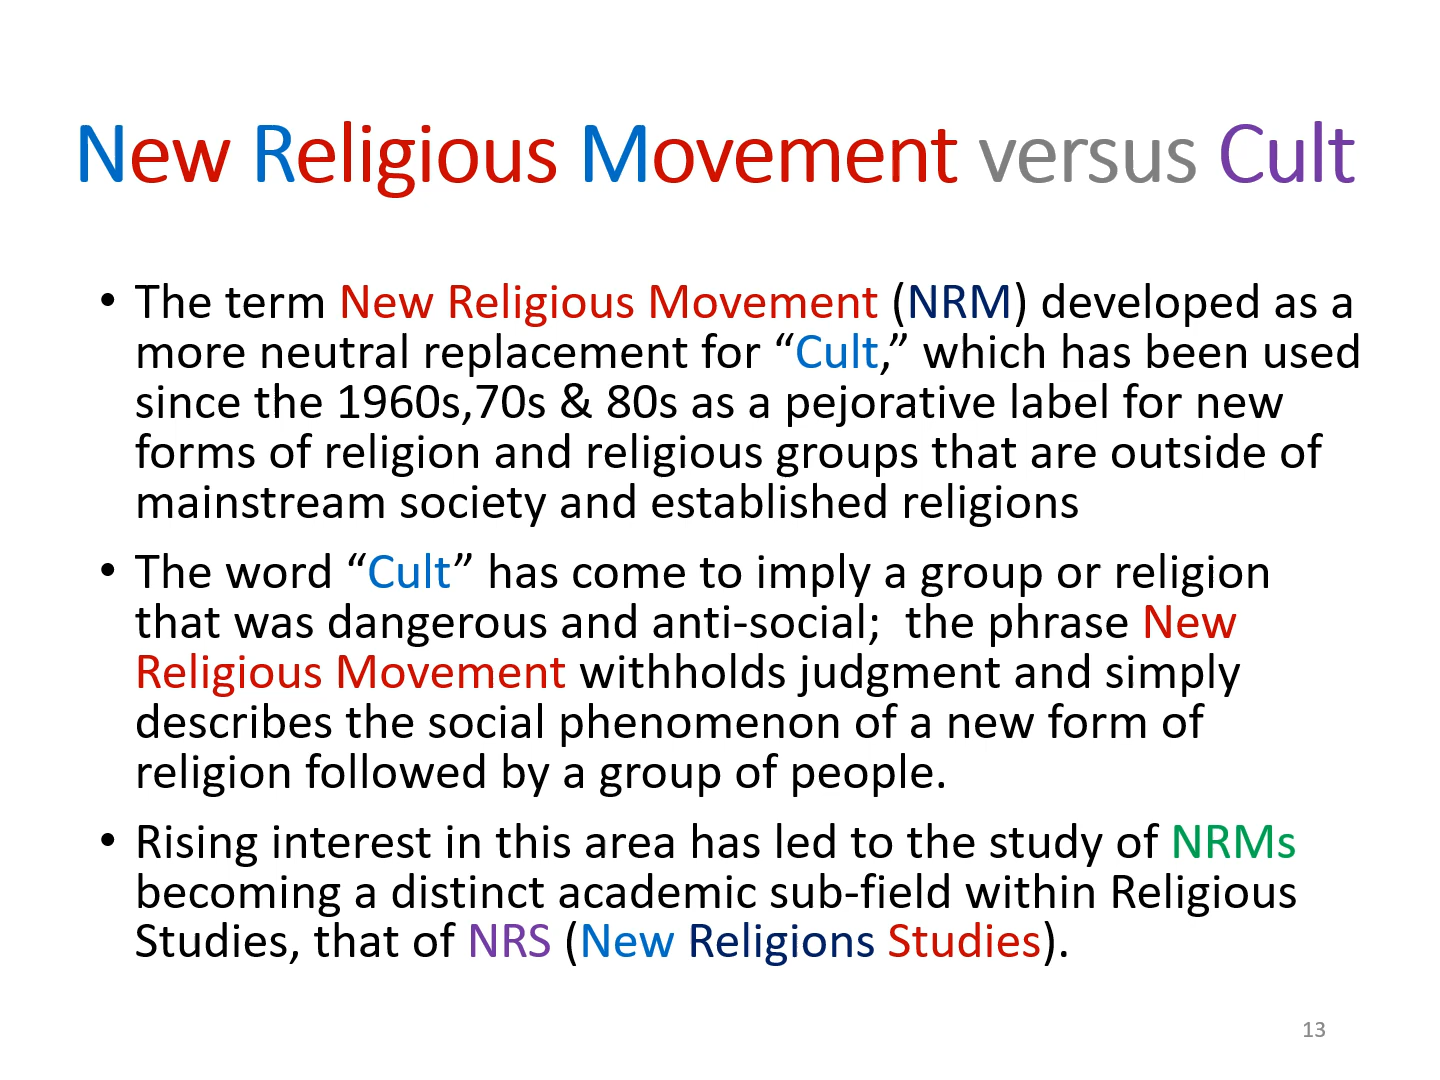 New Religious Movement versus Cult
• The term New Religious Movement (NRM) developed as a
more neutral replacement for “Cult,” which has been used
since the 1960s,70s & 80s as a pejorative label for new
forms of religion and religious groups that are outside of
mainstream society and established religions
• The word “Cult” has come to imply a group or religion
that was dangerous and anti-social;  the phrase New
Religious Movement withholds judgment and simply
describes the social phenomenon of a new form of
religion followed by a group of people.
• Rising interest in this area has led to the study of NRMs
becoming a distinct academic sub-field within Religious
Studies, that of NRS (New Religions Studies).
13